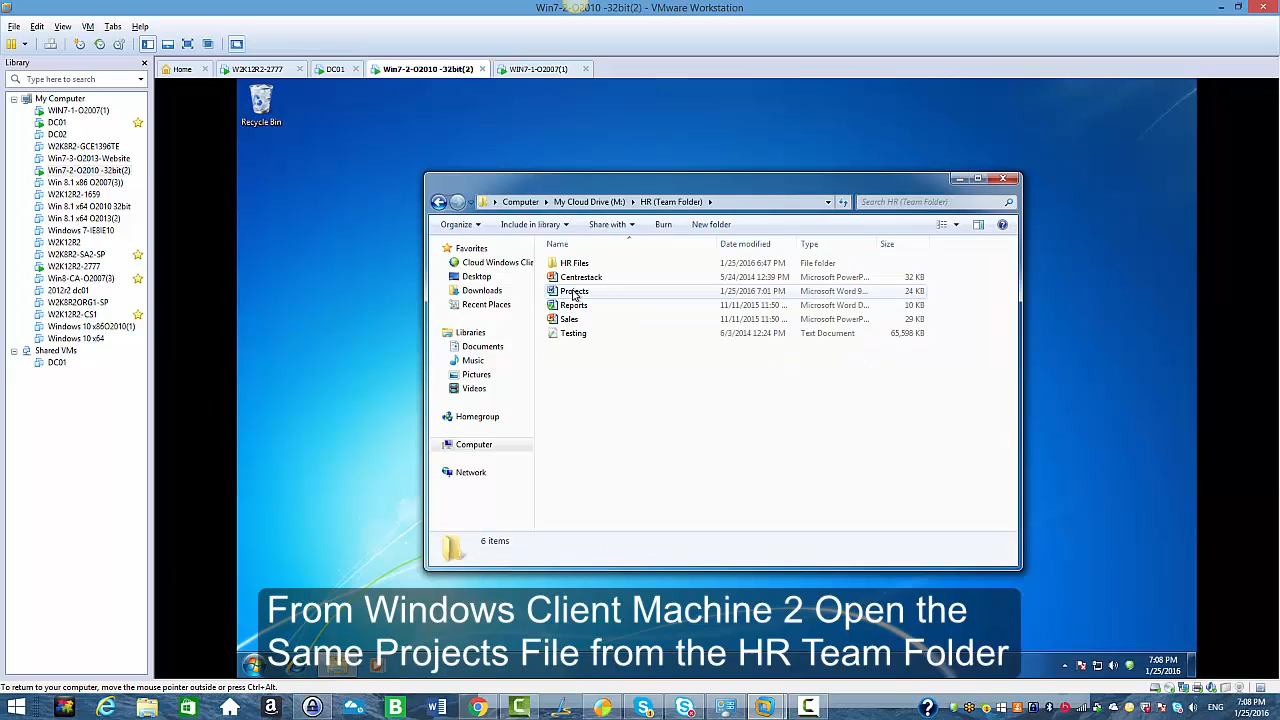 Win7-2-O2010 -32bit(2) - VMware Workstation
File Edit View VM Tabs Help
Library
Type here to search
Home W2K12R2-2777 DC01 Win7-2-O2010 -32bit(2) WIN7-1-O2007(1)
My Computer
WIN7-1-O2007(1)
DC01
DC02
W2K8R2-GCE1396TE
Win7-3-O2013-Website
Win7-2-O2010 -32bit(2)
Win 8.1 x86 O2007(3))
W2K12R2-1659
Win 8.1 x64 O2010 32bit
Win 8.1 x64 O2013(2)
Windows 7-IE8IE10
W2K12R2
W2K8R2-SA2-SP
W2K12R2-2777
Win8-CA-O2007(3)
2012r2 dc01
W2K8R2ORG1-SP
W2K12R2-CS1
Windows 10 x86O2010(1)
Windows 10 x64
Shared VMs
DC01
Recycle Bin
Computer My Cloud Drive (M:) HR (Team Folder)
Search HR (Team Folder)
Organize Include in library Share with Burn New folder
Favorites
Cloud Windows Clie
Desktop
Downloads
Recent Places
Libraries
Documents
Music
Pictures
Videos
Homegroup
Computer
Network
Name Date modified Type Size
HR Files 1/25/2016 6:47 PM File folder
Centrestack 5/24/2014 12:39 PM Microsoft PowerP... 32 KB
Projects 1/25/2016 7:01 PM Microsoft Word 9... 24 KB
Reports 11/11/2015 11:50 ... Microsoft Word D... 10 KB
Sales 11/11/2015 11:50 ... Microsoft PowerP... 29 KB
Testing 6/3/2014 12:24 PM Text Document 65,598 KB
6 items
From Windows Client Machine 2 Open the
Same Projects File from the HR Team Folder
7:08 PM
1/25/2016
To return to your computer, move the mouse pointer outside or press Ctrl+Alt.
ENG
7:08 PM
1/25/2016